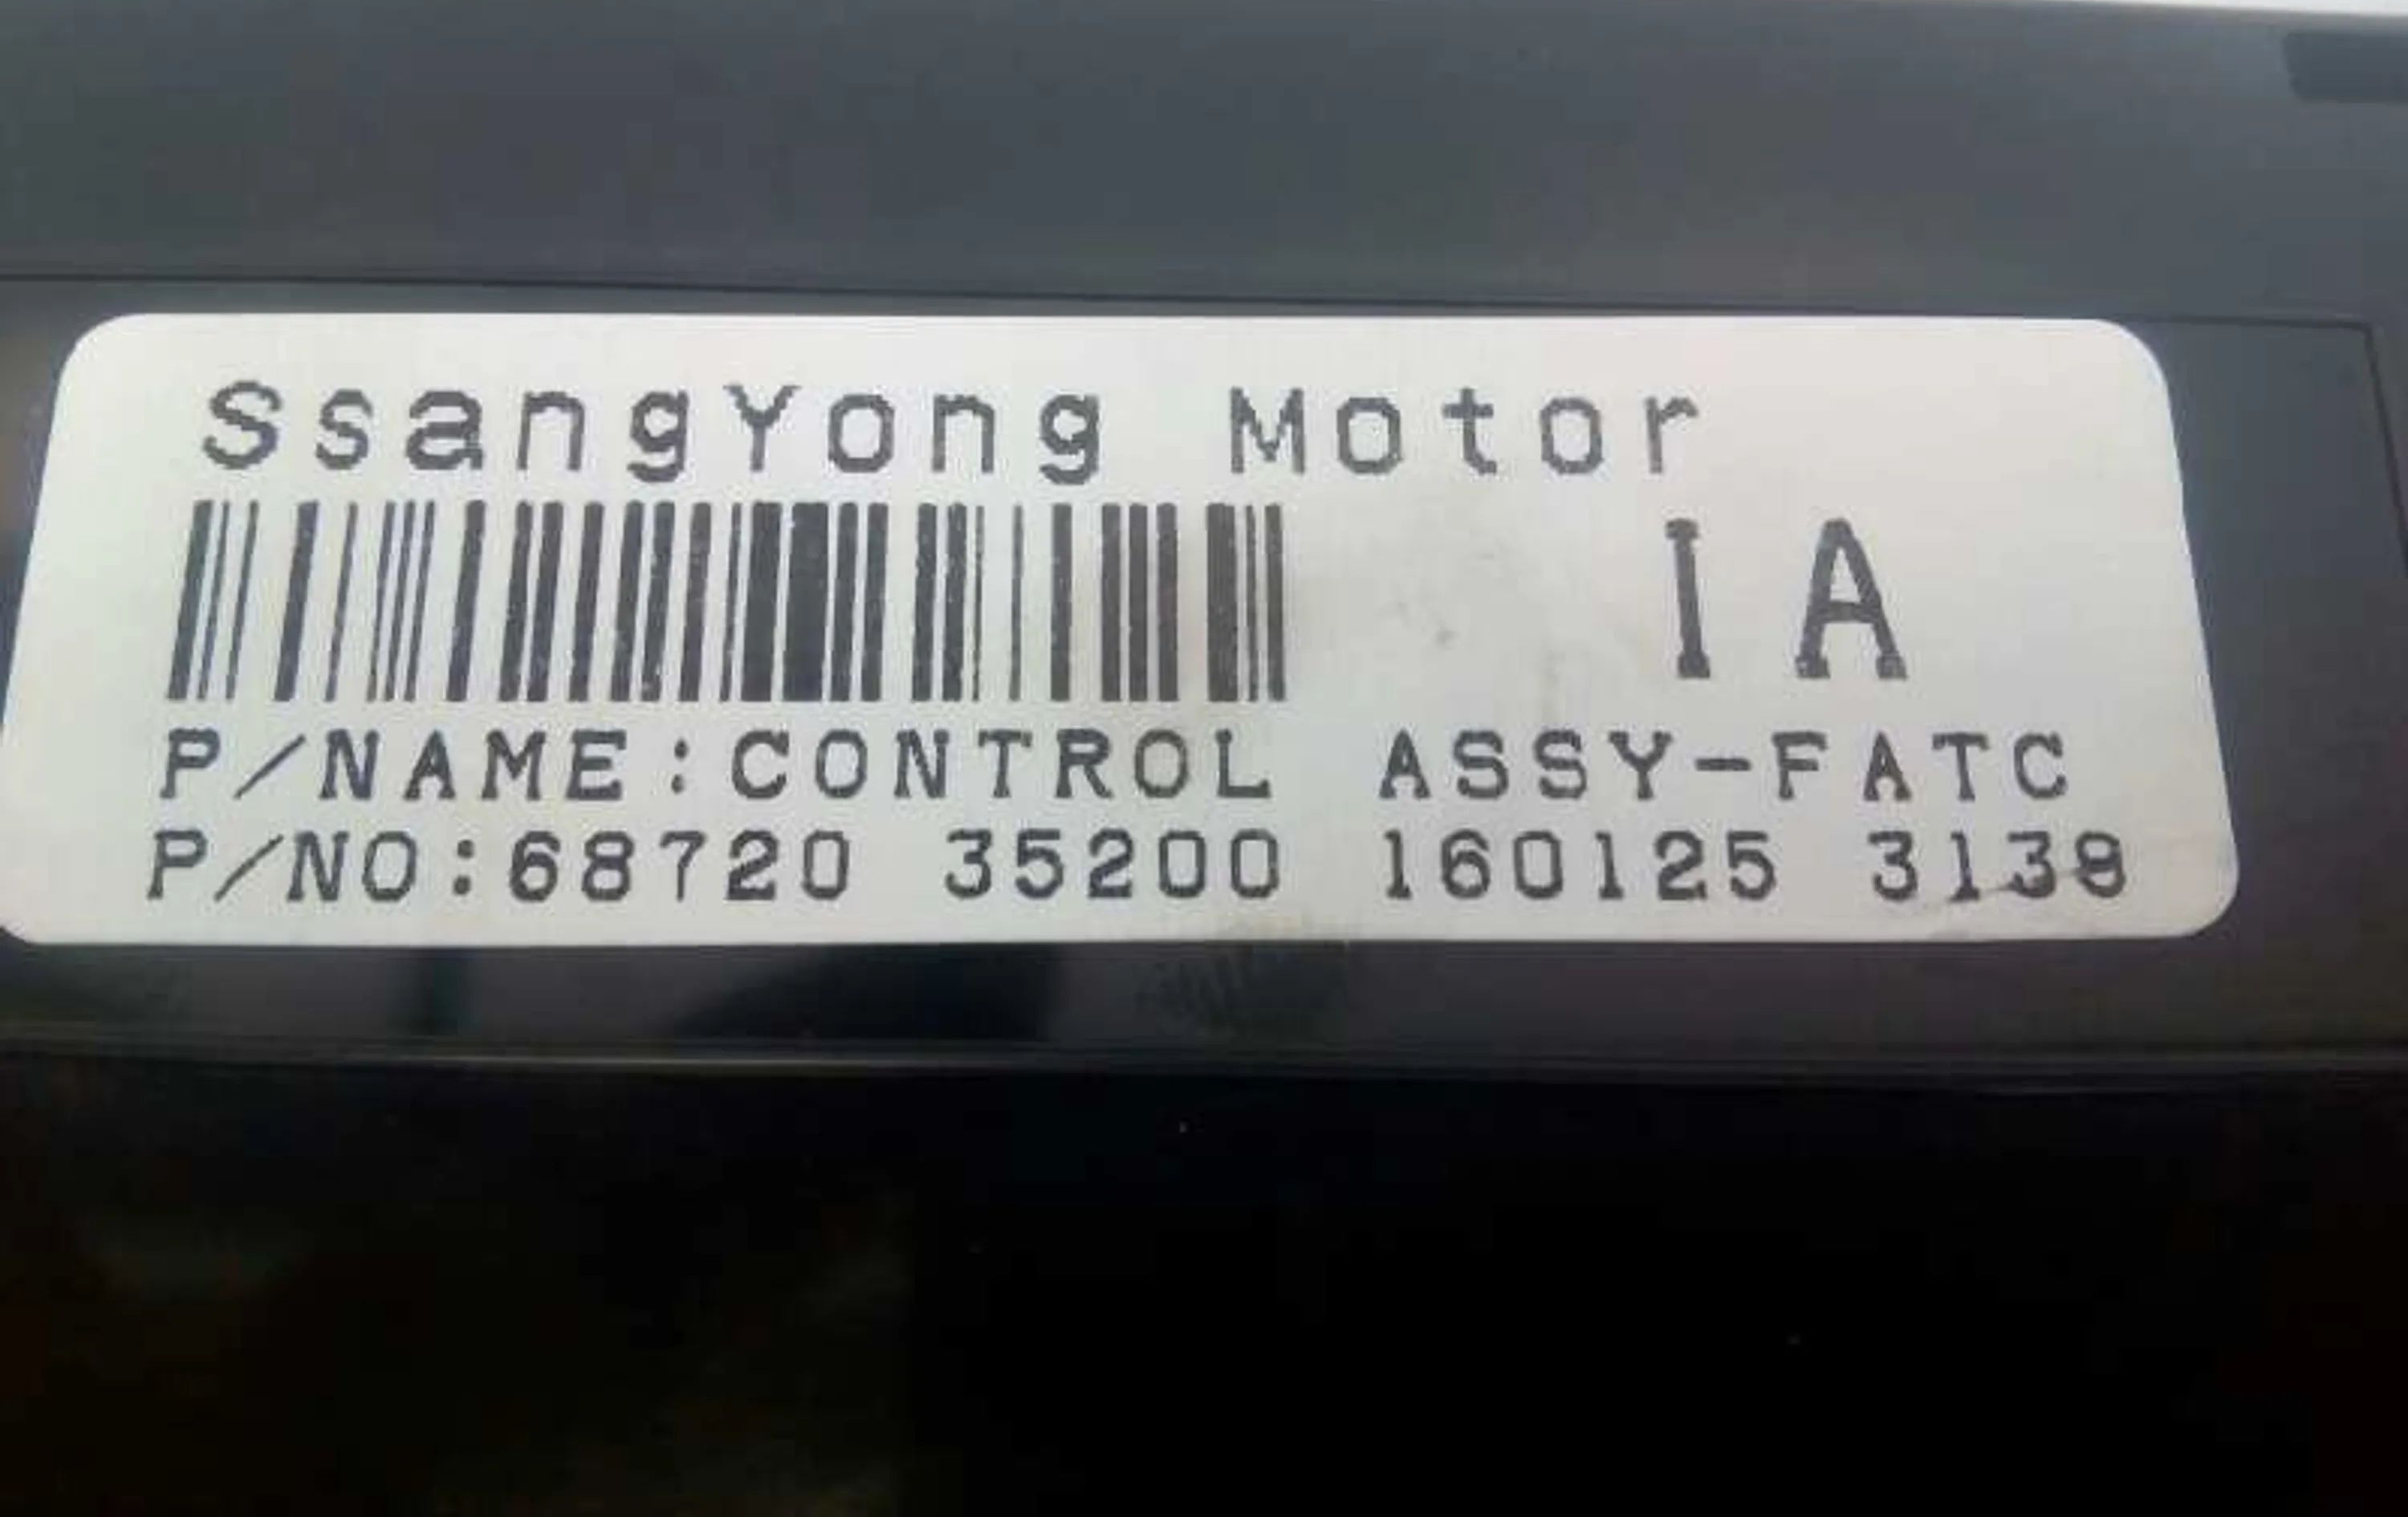 SsangYong Motor
IA
P/NAME:CONTROL ASSY-FATC
P/NO:68720 35200 160125 3138